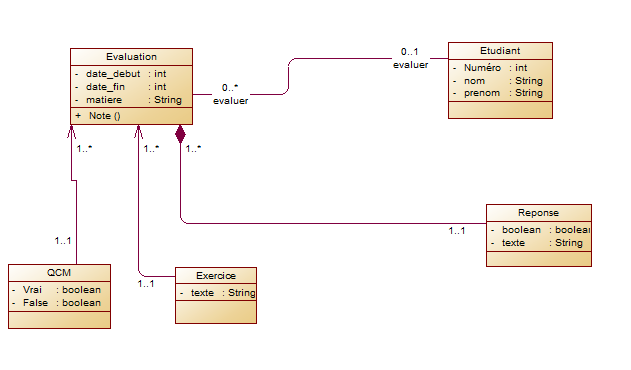 Evaluation
- date_debut : int
- date_fin : int
- matiere : String
+ Note ()
Etudiant
- Numéro : int
- nom : String
- prenom : String
0..1
evaluer
0..*
evaluer
1..*
1..*
1..*
1..1
1..1
1..1
Reponse
- boolean : boolean
- texte : String
QCM
- Vrai : boolean
- False : boolean
Exercice
- texte : String